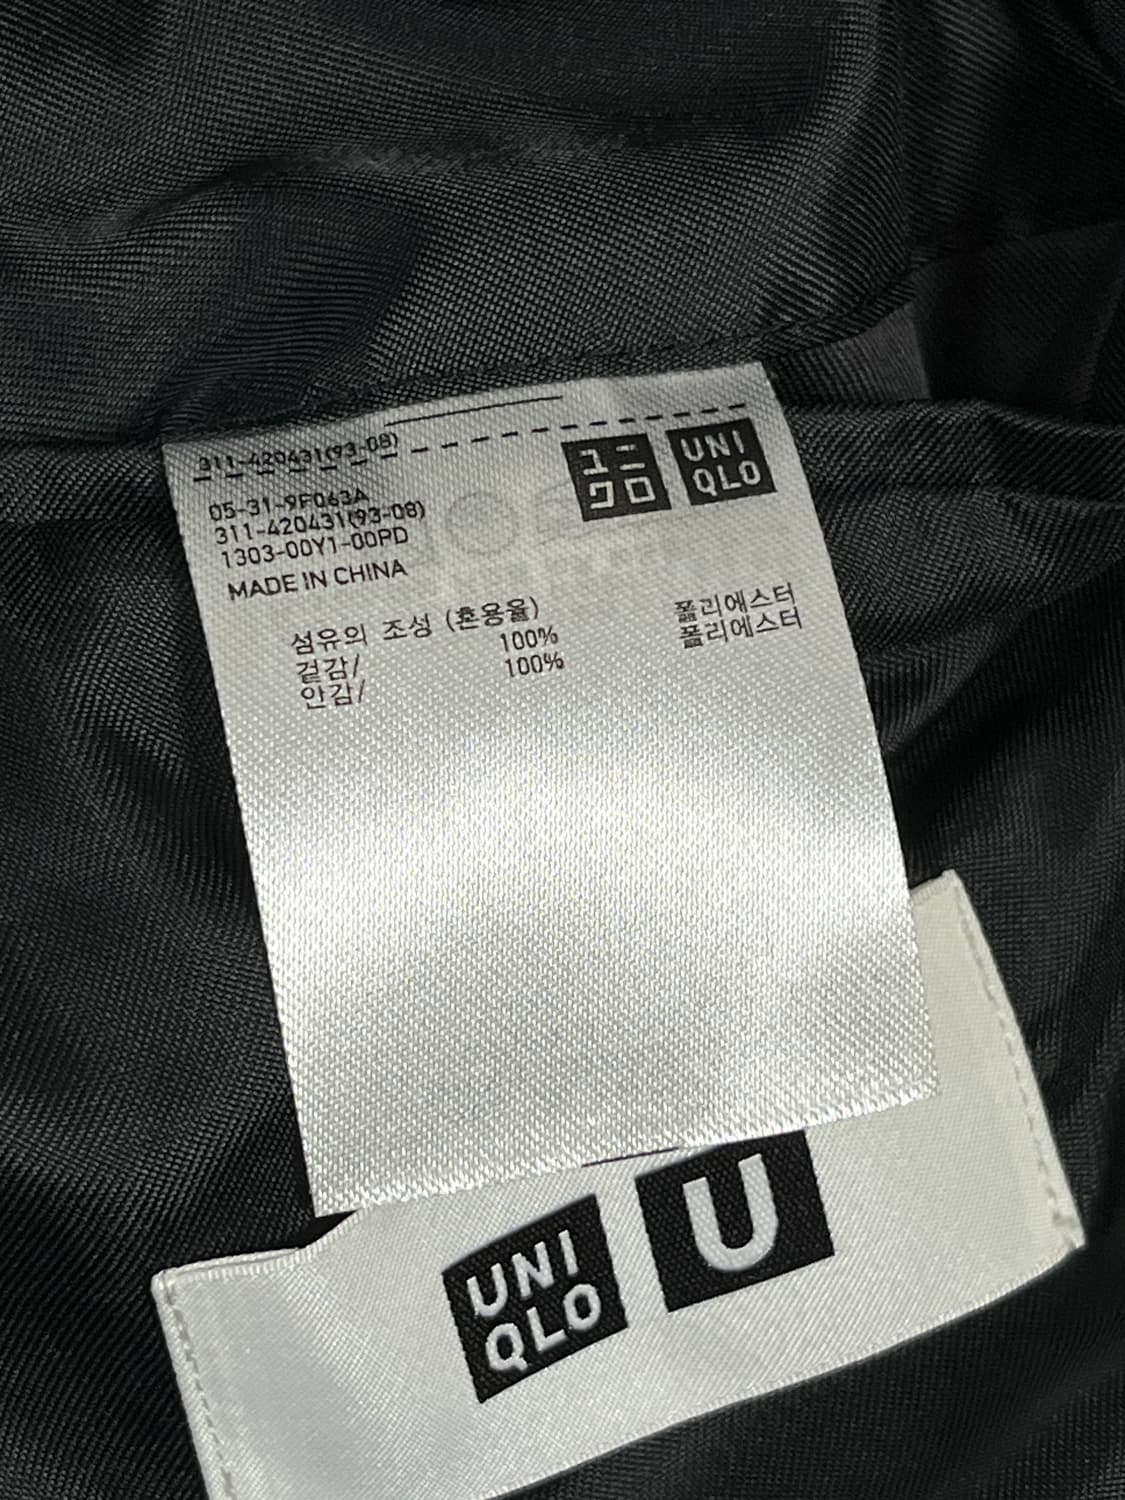 311-420431(93-08)
ユニ
クロ
UNI
QLO
05-31-9F063A
311-420431(93-08)
1303-00Y1-00PD
MADE IN CHINA
섬유의 조성 (혼용율)
겉감/ 100% 폴리에스터
안감/ 100% 폴리에스터
UNI
QLO
U